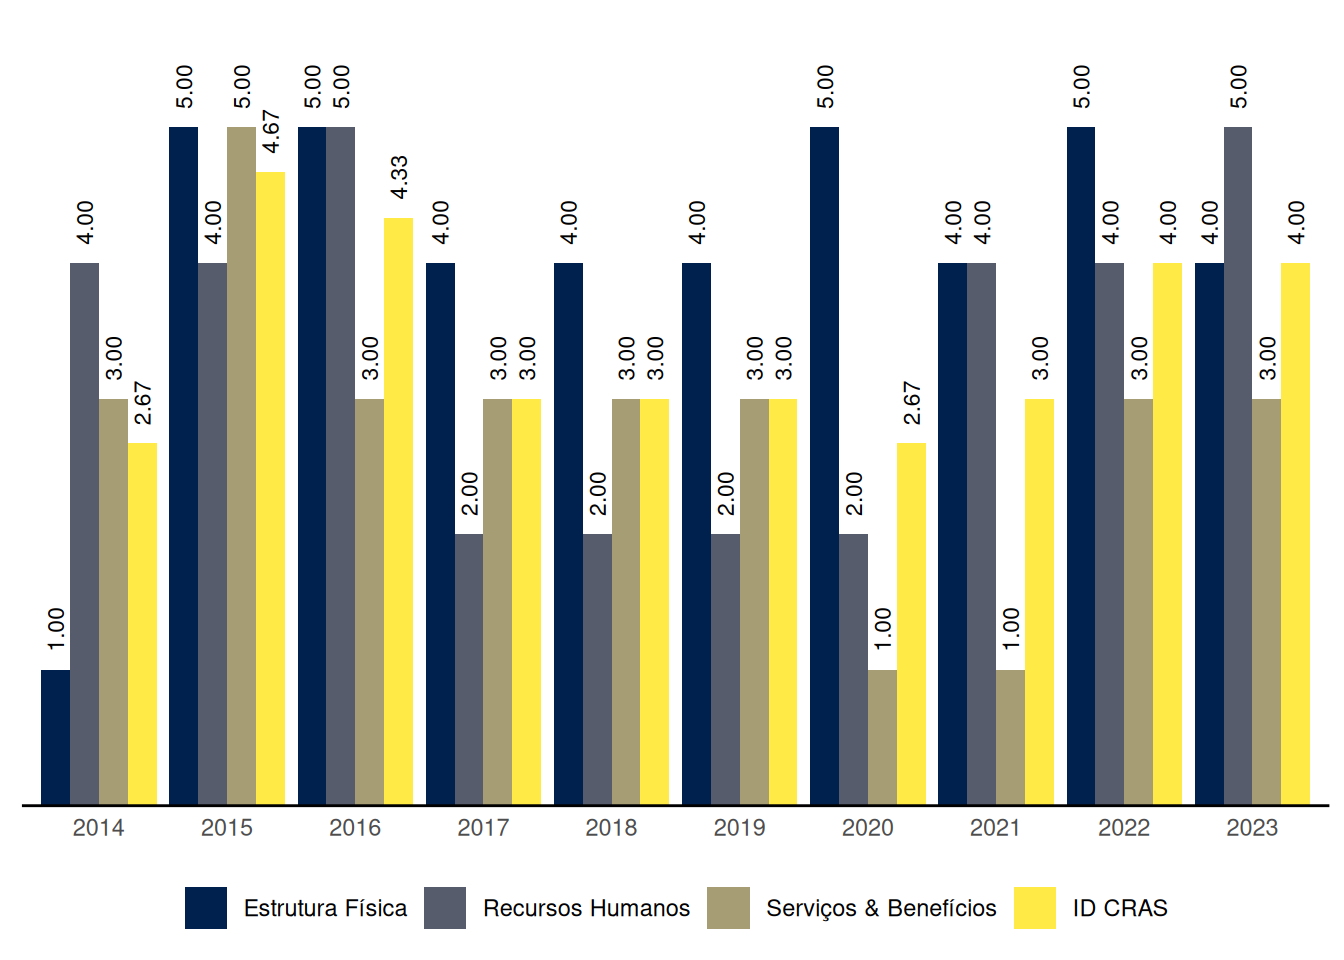 5.00 5.00 5.00 5.00 5.00 5.00 5.00
4.67
4.33
4.00 4.00 4.00 4.00 4.00 4.00 4.00 4.00 4.00 4.00 4.00
3.00 3.00 3.00 3.00 3.00 3.00 3.00 3.00 3.00 3.00 3.00
2.67 2.67
2.00 2.00 2.00 2.00
1.00 1.00 1.00
2014 2015 2016 2017 2018 2019 2020 2021 2022 2023
Estrutura Física Recursos Humanos Serviços & Benefícios ID CRAS